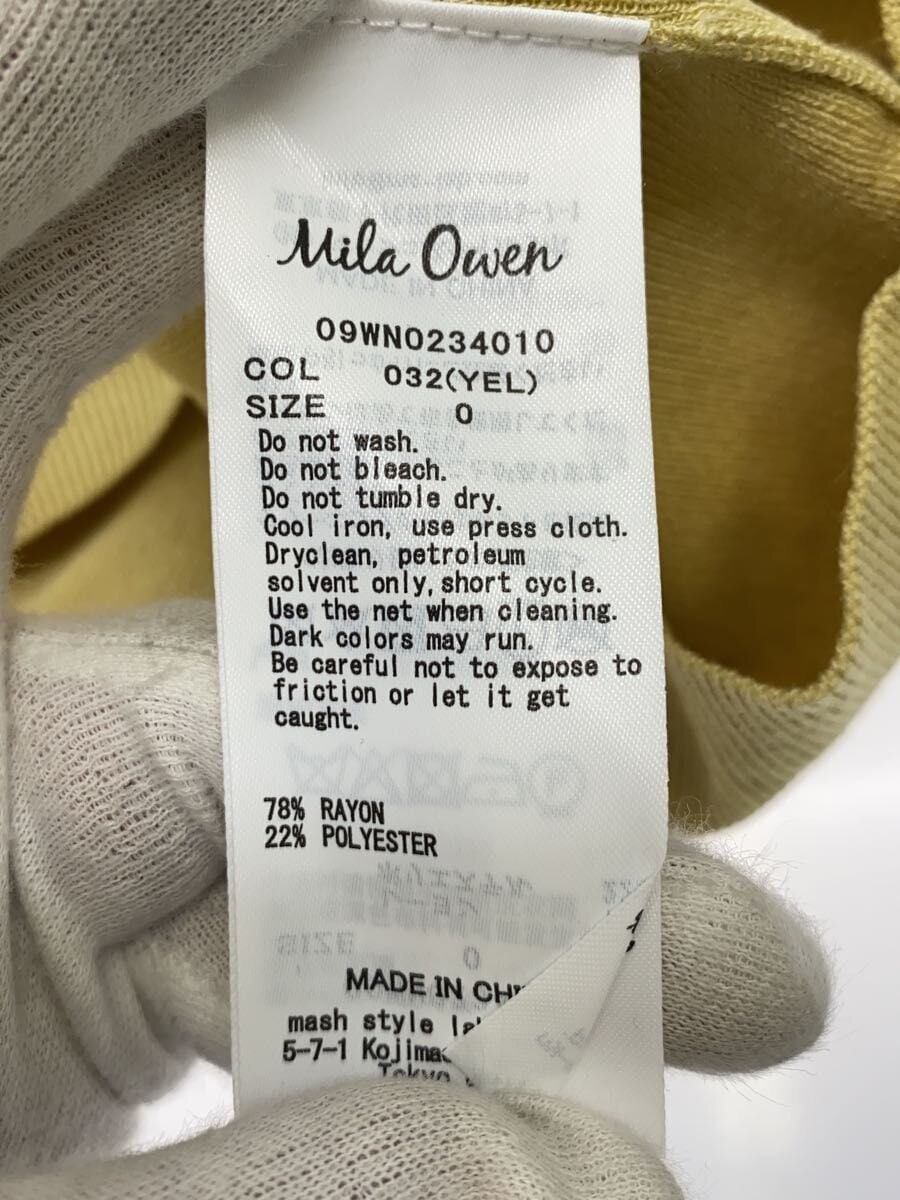 Mila Owen
09WN0234010
COL 032(YEL)
SIZE 0
Do not wash.
Do not bleach.
Do not tumble dry.
Cool iron, use press cloth.
Dryclean, petroleum
solvent only, short cycle.
Use the net when cleaning.
Dark colors may run.
Be careful not to expose to
friction or let it get
caught.
78% RAYON
22% POLYESTER
MADE IN
mash style
5-7-1
Tokyo